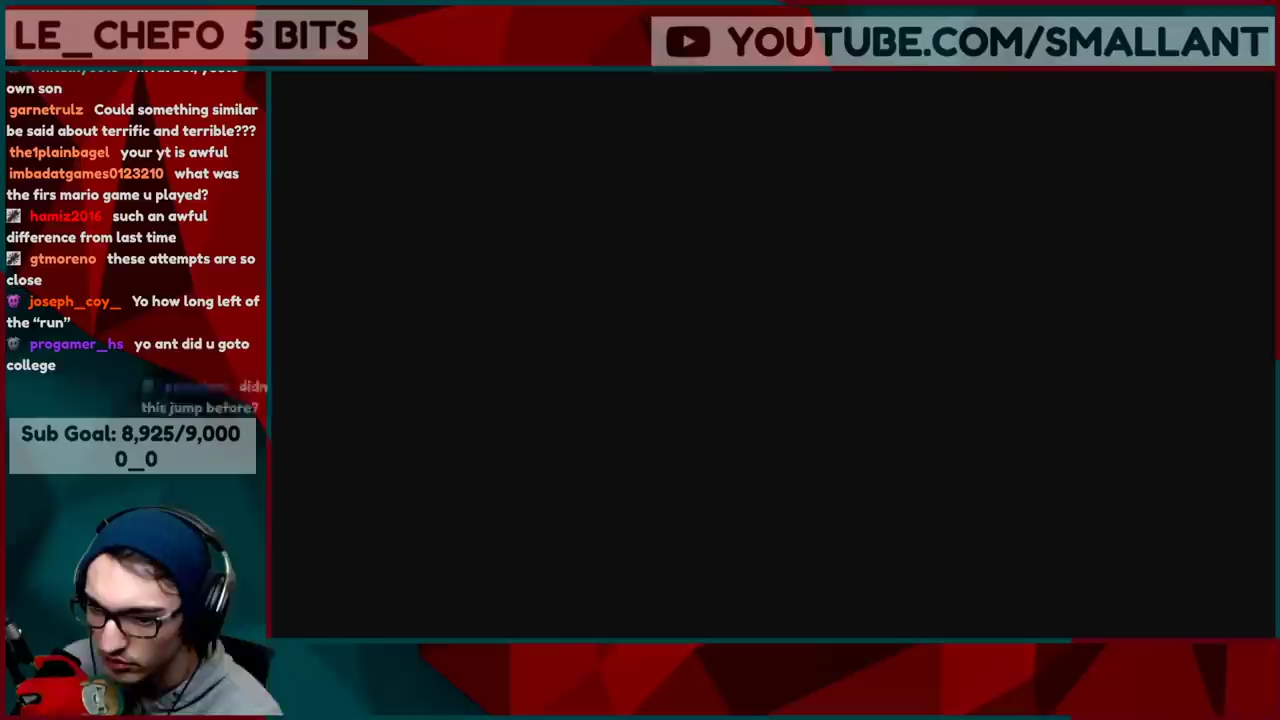 LE_CHEFO 5 BITS
YOUTUBE.COM/SMALLANT
own son
garnetrulz Could something similar
be said about terrific and terrible???
the1plainbagel your yt is awful
imbadatgames0123210 what was
the firs mario game u played?
hamiz2016 such an awful
difference from last time
gtmoreno these attempts are so
close
joseph_coy_ Yo how long left of
the “run”
progamer_hs yo ant did u goto
college
didn
this jump before?
Sub Goal: 8,925/9,000
0_0